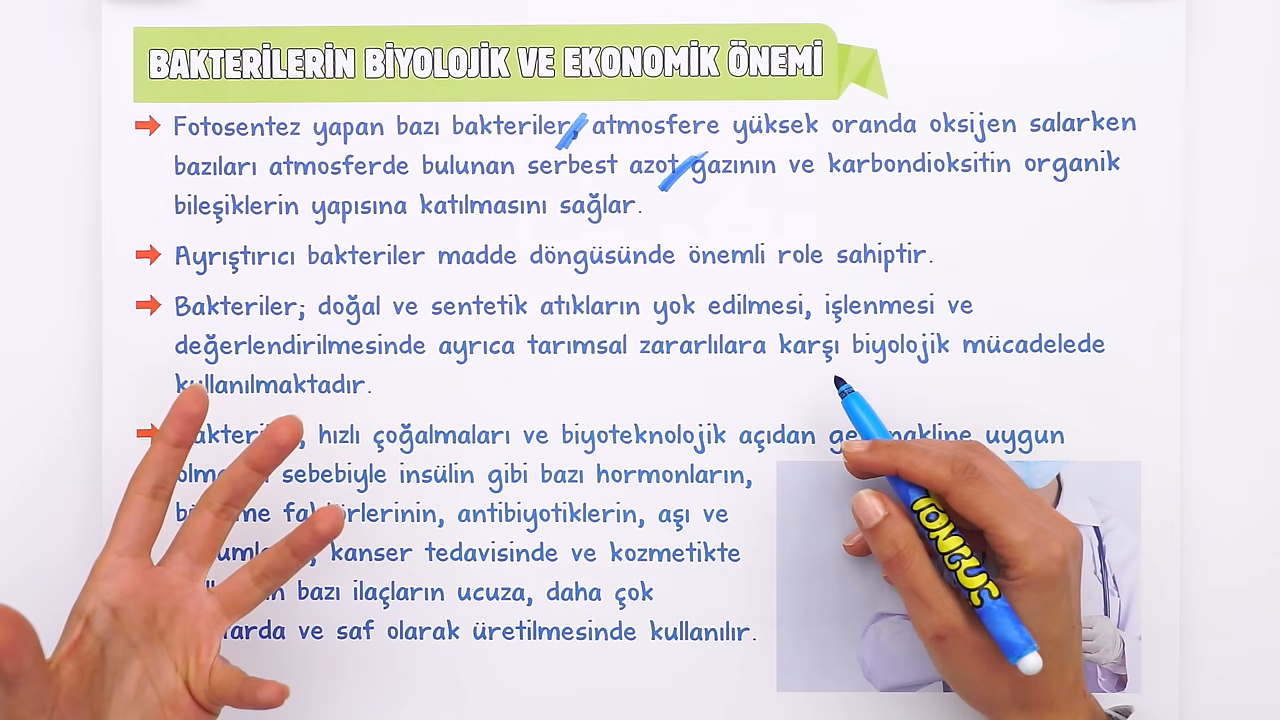 BAKTERİLERİN BİYOLOJİK VE EKONOMİK ÖNEMİ
Fotosentez yapan bazı bakteriler, atmosfere yüksek oranda oksijen salarken
bazıları atmosferde bulunan serbest azot gazının ve karbondioksitin organik
bileşiklerin yapısına katılmasını sağlar.
Ayrıştırıcı bakteriler madde döngüsünde önemli role sahiptir.
Bakteriler; doğal ve sentetik atıkların yok edilmesi, işlenmesi ve
değerlendirilmesinde ayrıca tarımsal zararlılara karşı biyolojik mücadelede
kullanılmaktadır.
hızlı çoğalmaları ve biyoteknolojik açıdan uygun
sebebiyle insülin gibi bazı hormonların,
antibiyotiklerin, aşı ve
kanser tedavisinde ve kozmetikte
bazı ilaçların ucuza, daha çok
ve saf olarak üretilmesinde kullanılır.
TONGUÇ